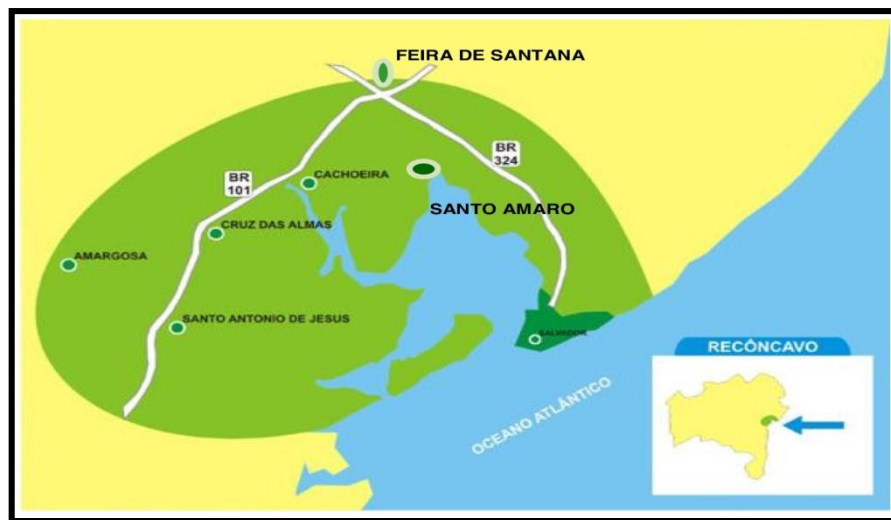 FEIRA DE SANTANA
BR
324
BR
101
CACHOEIRA
SANTO AMARO
CRUZ DAS ALMAS
AMARGOSA
SANTO ANTONIO DE JESUS
SALVADOR
RECÔNCAVO
OCEANO ATLÂNTICO